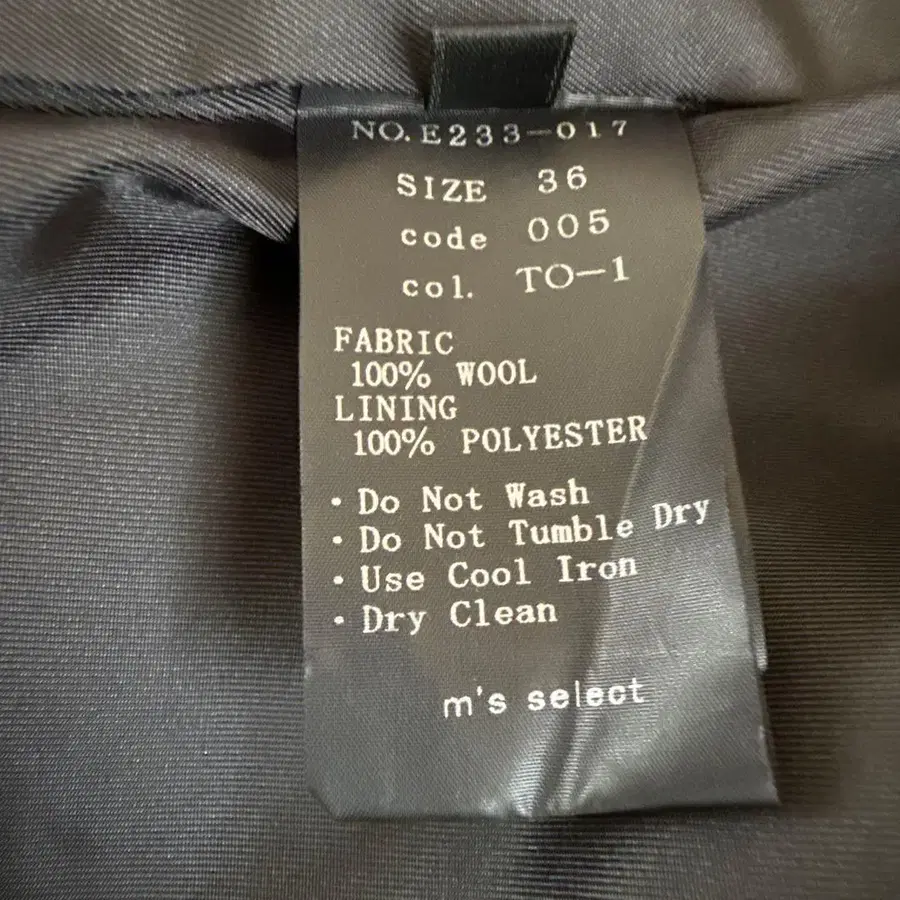 NO. E233-017
SIZE 36
code 005
col. TO-1
FABRIC
100% WOOL
LINING
100% POLYESTER
・Do Not Wash
・Do Not Tumble Dry
・Use Cool Iron
・Dry Clean
m's select